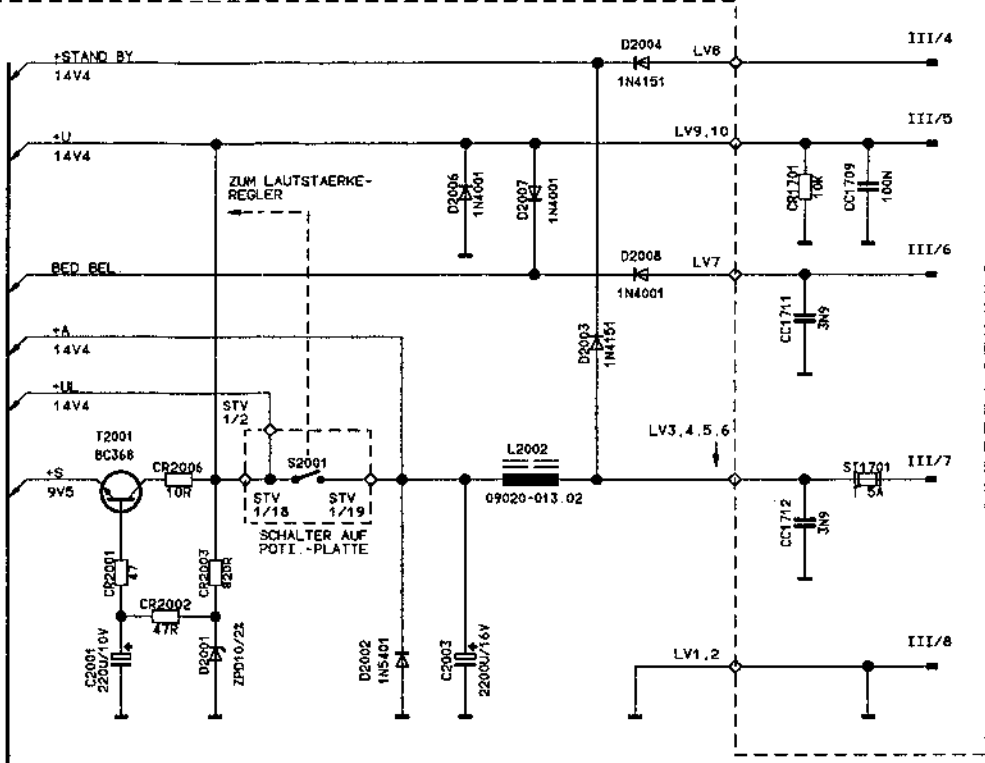 +STAND BY
14V4
D2004
1N4151
LV8
III/4
+U
14V4
LV9,10
III/5
ZUM LAUTSTAERKE-
REGLER
D2006
1N4001
D2007
1N4001
CR1701
10K
CC1709
100N
BED BEL
D2008
1N4001
LV7
III/6
CC1711
3N9
+A
14V4
D2003
1N4151
+UL
14V4
STV
1/2
T2001
BC368
LV3,4,5,6
+S
9V5
CR2006
10R
S2001
STV
1/18
STV
1/19
SCHALTER AUF
POTI.-PLATTE
L2002
09020-013.02
SI1701
5A
III/7
CC1712
3N9
CR2001
47
CR2003
820R
CR2002
47R
C2001
220U/10V
D2001
ZPD10/2%
D2002
1N5401
C2003
2200U/16V
LV1,2
III/8